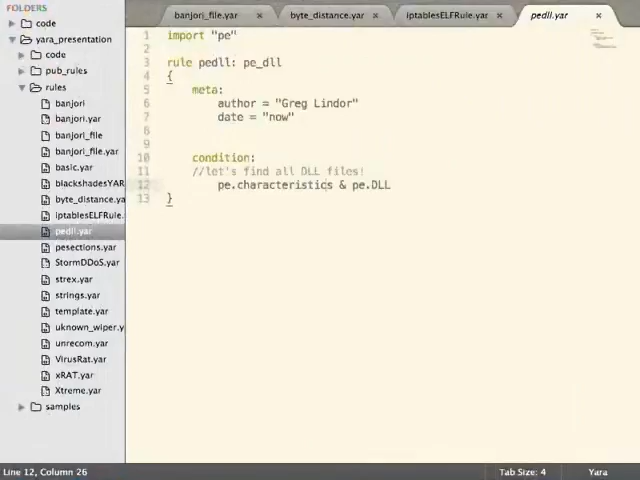 FOLDERS
code
yara_presentation
code
pub_rules
rules
banjori
banjori.yar
banjori_file
banjori_file.yar
basic.yar
blackshadesYAR
byte_distance.yar
iptablesELFRule.
pedll.yar
pesections.yar
StormDDoS.yar
strex.yar
strings.yar
template.yar
uknown_wiper.y
unrecom.yar
VirusRat.yar
xRAT.yar
Xtreme.yar
samples
banjori_file.yar × byte_distance.yar × iptablesELFRule.yar × pedll.yar ×
1 import "pe"
2
3 rule pedll: pe_dll
4 {
5 meta:
6 author = "Greg Lindor"
7 date = "now"
8
9
10 condition:
11 //let's find all DLL files!
12 pe.characteristics & pe.DLL
13 }
Line 12, Column 26 Tab Size: 4 Yara